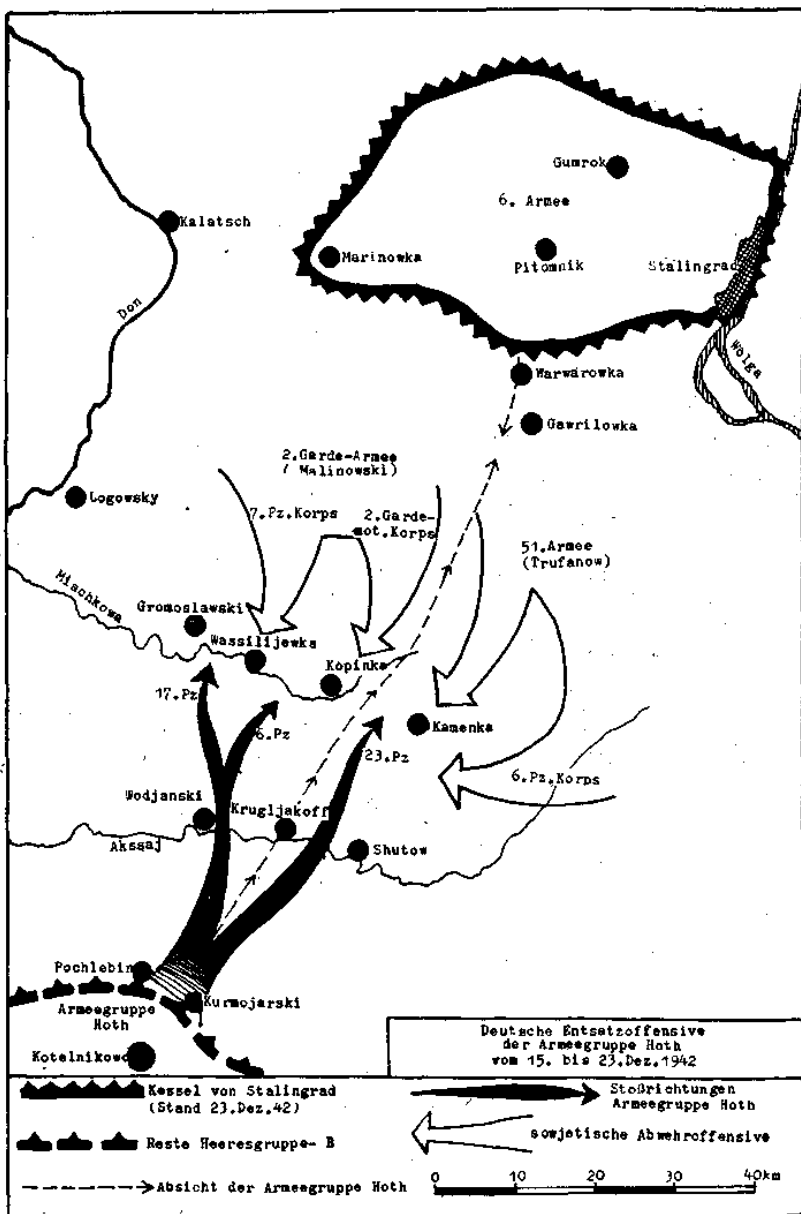 Gumrok
6. Armee
Kalatsch
Marinowka
Pitomnik
Stalingrad
Don
Wolga
Warwarowka
Gawrilowka
2.Garde-Armee
( Malinowski)
Logowsky
7.Pz.Korps
2.Garde-
mot.Korps
51.Armee
(Trufanow)
Mischkowa
Gromoslawski
Wassilijewka
Kopinka
17.Pz
6.Pz
Kamenka
23.Pz
6.Pz.Korps
Wodjanski
Krugljakoff
Akssaj
Shutow
Pochlebin
Kurmojarski
Armeegruppe
Hoth
Kotelnikowo
Deutsche Entsetzoffensive
der Armeegruppe Hoth
vom 15. bis 23.Dez.1942
Kessel von Stalingrad
(Stand 23.Dez.42)
Stoßrichtungen
Armeegruppe Hoth
Reste Heeresgruppe- B
sowjetische Abwehroffensive
Absicht der Armeegruppe Hoth
0 10 20 30 40km